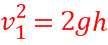 v₁² = 2gh